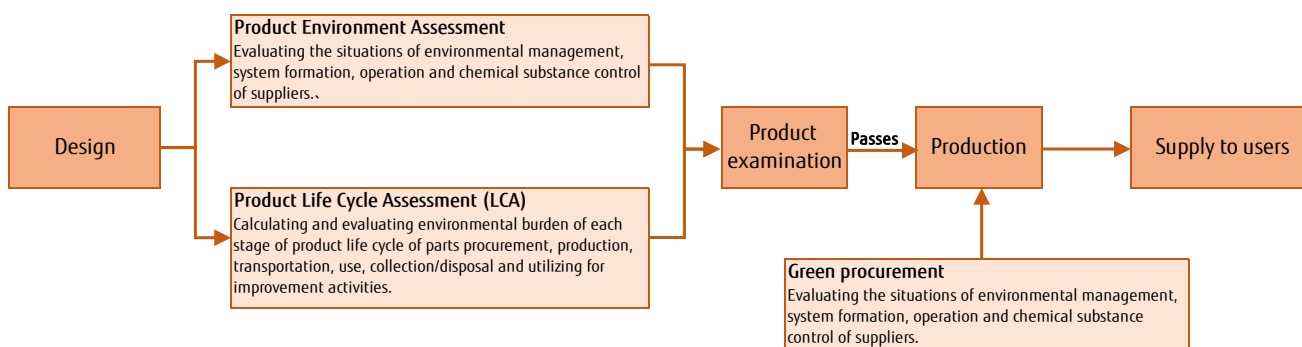 Design
Product Environment Assessment
Evaluating the situations of environmental management,
system formation, operation and chemical substance control
of suppliers.、
Product Life Cycle Assessment (LCA)
Calculating and evaluating environmental burden of each
stage of product life cycle of parts procurement, production,
transportation, use, collection/disposal and utilizing for
improvement activities.
Product
examination
Passes
Production
Supply to users
Green procurement
Evaluating the situations of environmental management,
system formation, operation and chemical substance
control of suppliers.